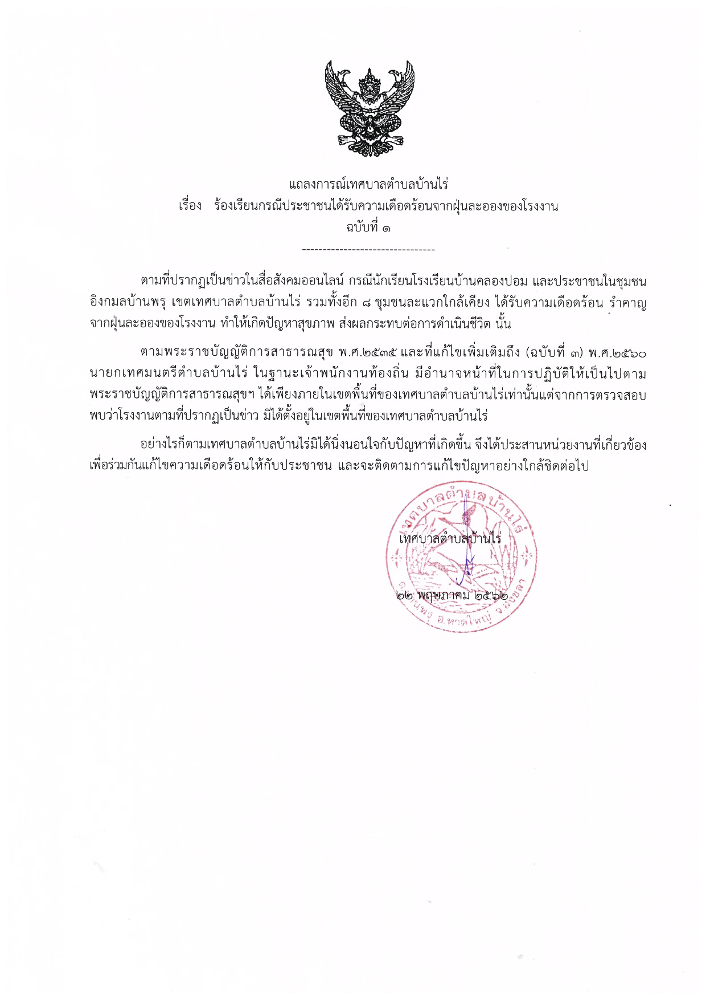 แถลงการณ์เทศบาลตำบลบ้านไร่
เรื่อง ร้องเรียนกรณีประชาชนได้รับความเดือดร้อนจากฝุ่นละอองของโรงงาน
ฉบับที่ ๑
--------------------------------
ตามที่ปรากฏเป็นข่าวในสื่อสังคมออนไลน์ กรณีนักเรียนโรงเรียนบ้านคลองปอม และประชาชนในชุมชน
อิงกมลบ้านพรุ เขตเทศบาลตำบลบ้านไร่ รวมทั้งอีก ๘ ชุมชนละแวกใกล้เคียง ได้รับความเดือดร้อน รำคาญ
จากฝุ่นละอองของโรงงาน ทำให้เกิดปัญหาสุขภาพ ส่งผลกระทบต่อการดำเนินชีวิต นั้น
ตามพระราชบัญญัติการสาธารณสุข พ.ศ.๒๕๓๕ และที่แก้ไขเพิ่มเติมถึง (ฉบับที่ ๓) พ.ศ.๒๕๖๐
นายกเทศมนตรีตำบลบ้านไร่ ในฐานะเจ้าพนักงานท้องถิ่น มีอำนาจหน้าที่ในการปฏิบัติให้เป็นไปตาม
พระราชบัญญัติการสาธารณสุขฯ ได้เพียงภายในเขตพื้นที่ของเทศบาลตำบลบ้านไร่เท่านั้นแต่จากการตรวจสอบ
พบว่าโรงงานตามที่ปรากฏเป็นข่าว มิได้ตั้งอยู่ในเขตพื้นที่ของเทศบาลตำบลบ้านไร่
อย่างไรก็ตามเทศบาลตำบลบ้านไร่มิได้นิ่งนอนใจกับปัญหาที่เกิดขึ้น จึงได้ประสานหน่วยงานที่เกี่ยวข้อง
เพื่อร่วมกันแก้ไขความเดือดร้อนให้กับประชาชน และจะติดตามการแก้ไขปัญหาอย่างใกล้ชิดต่อไป
เทศบาลตำบลบ้านไร่
เทศบาลตำบลบ้านไร่
๒๒ พฤษภาคม ๒๕๖๒
ต.บ้านพรุ อ.หาดใหญ่ จ.สงขลา